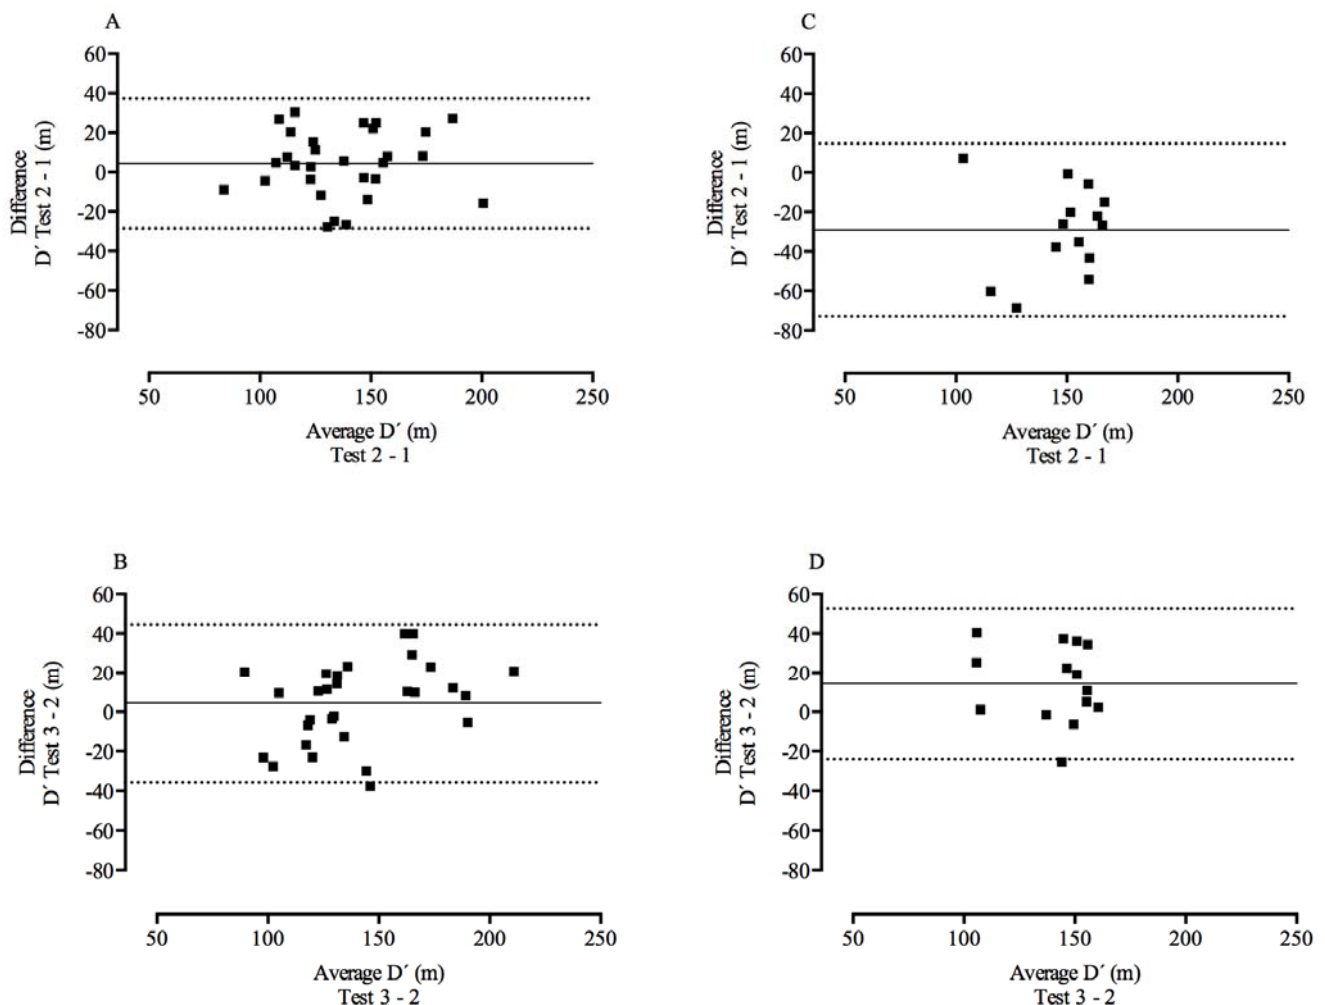 A
60
40
20
0
-20
-40
-60
-80
Difference
D´ Test 2 - 1 (m)
50 100 150 200 250
Average D´ (m)
Test 2 - 1
C
60
40
20
0
-20
-40
-60
-80
Difference
D´ Test 2 - 1 (m)
50 100 150 200 250
Average D´ (m)
Test 2 - 1
B
60
40
20
0
-20
-40
-60
-80
Difference
D´ Test 3 - 2 (m)
50 100 150 200 250
Average D´ (m)
Test 3 - 2
D
60
40
20
0
-20
-40
-60
-80
Difference
D´ Test 3 - 2 (m)
50 100 150 200 250
Average D´ (m)
Test 3 - 2